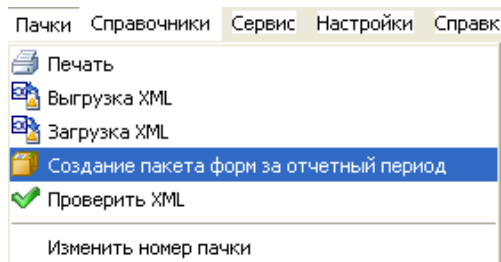 Пачки Справочники Сервис Настройки Справк
Печать
Выгрузка XML
Загрузка XML
Создание пакета форм за отчетный период
Проверить XML
Изменить номер пачки